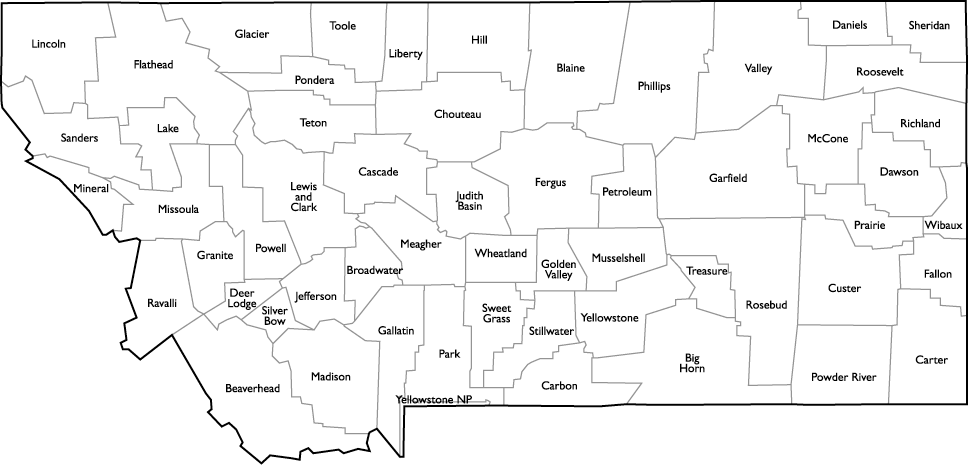 Lincoln
Flathead
Glacier
Toole
Liberty
Hill
Blaine
Phillips
Valley
Daniels
Sheridan
Roosevelt
Pondera
Teton
Chouteau
Sanders
Lake
McCone
Richland
Dawson
Mineral
Missoula
Lewis
and
Clark
Cascade
Judith
Basin
Fergus
Petroleum
Garfield
Prairie
Wibaux
Granite
Powell
Broadwater
Meagher
Wheatland
Golden
Valley
Musselshell
Treasure
Rosebud
Custer
Fallon
Ravalli
Deer
Lodge
Silver
Bow
Jefferson
Gallatin
Park
Sweet
Grass
Stillwater
Yellowstone
Big
Horn
Powder River
Carter
Beaverhead
Madison
Carbon
Yellowstone NP